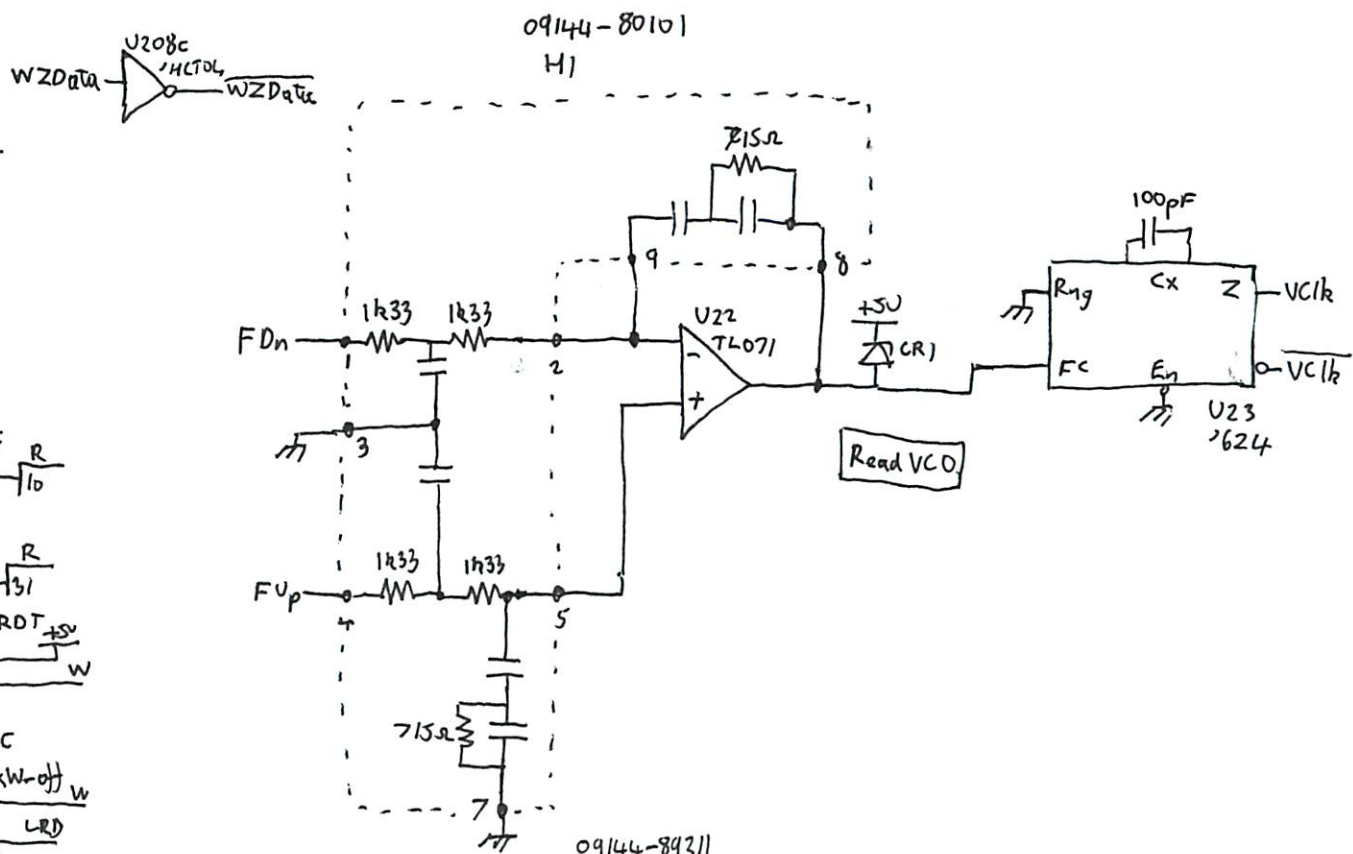 09144-80101
H1
U208c
'HCT04
WZData
WZData
715Ω
100pF
Rng
Cx
Z
VClk
FC
En
VClk
U23
'624
9
8
1k33
1k33
FDn
2
U22
TL071
-
+
+5V
CR1
3
Read VCO
R
10
1k33
1k33
FUp
4
5
R
31
RDT
+5V
W
715Ω
C
W-off
W
LRD
7
09144-89211